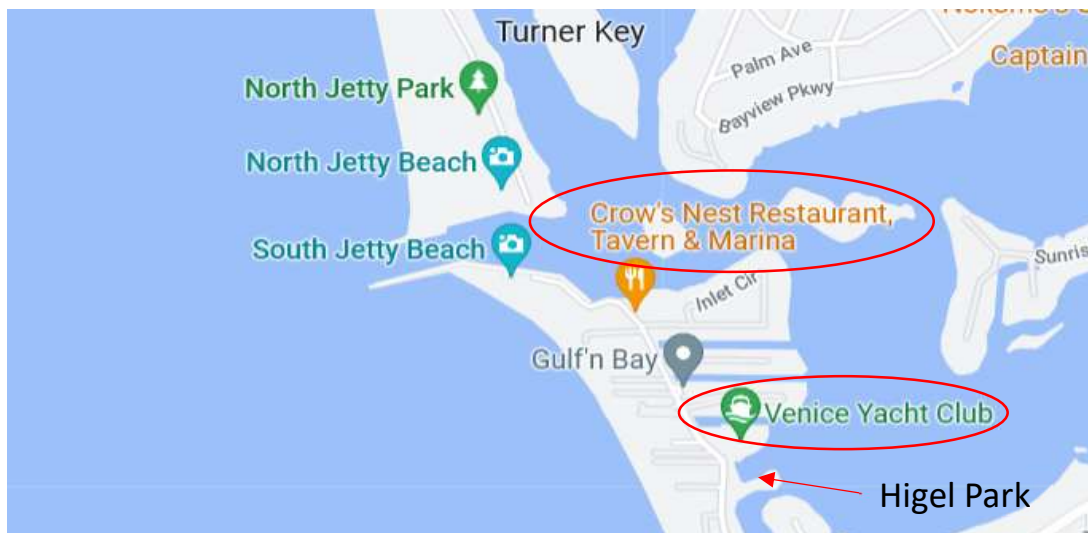 Turner Key
Captain
North Jetty Park
Palm Ave
Bayview Pkwy
North Jetty Beach
Crow's Nest Restaurant,
Tavern & Marina
South Jetty Beach
Inlet Cir
Gulf'n Bay
Venice Yacht Club
Higel Park